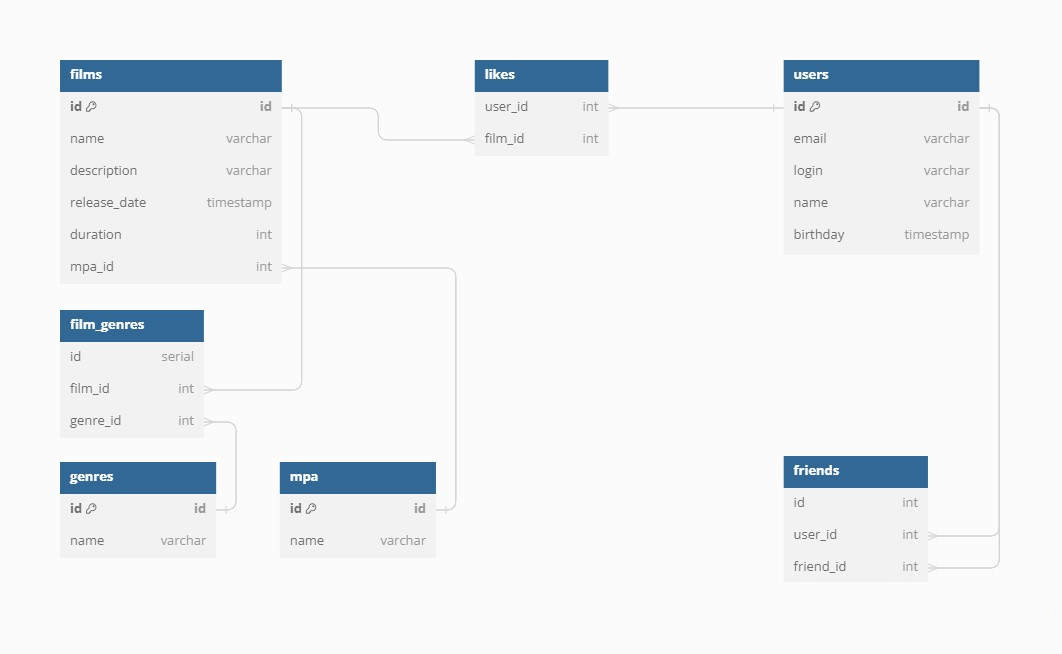 films
id id
name varchar
description varchar
release_date timestamp
duration int
mpa_id int
likes
user_id int
film_id int
users
id id
email varchar
login varchar
name varchar
birthday timestamp
film_genres
id serial
film_id int
genre_id int
genres
id id
name varchar
mpa
id id
name varchar
friends
id int
user_id int
friend_id int